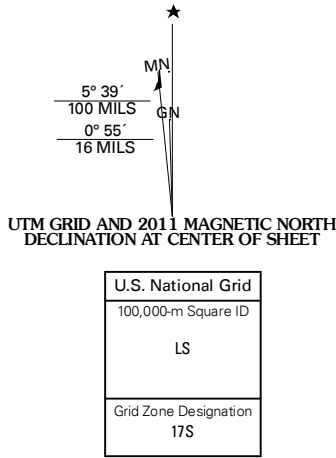 ★
MN
5° 39´
100 MILS
GN
0° 55´
16 MILS
UTM GRID AND 2011 MAGNETIC NORTH
DECLINATION AT CENTER OF SHEET
U.S. National Grid
100,000-m Square ID
LS
Grid Zone Designation
17S